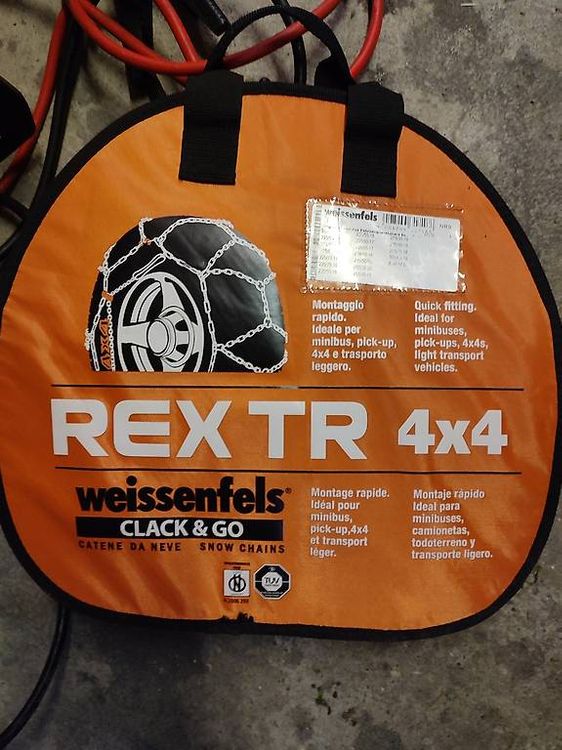 weissenfels
4X4
Montaggio
rapido.
Ideale per
minibus, pick-up,
4x4 e trasporto
leggero.
Quick fitting.
Ideal for
minibuses,
pick-ups, 4x4s,
light transport
vehicles.
REX TR 4x4
weissenfels®
CLACK & GO
CATENE DA NEVE SNOW CHAINS
Montage rapide.
Idéal pour
minibus,
pick-up,4x4
et transport
léger.
Montaje rápido
Ideal para
minibuses,
camionetas,
todoterreno y
transporte ligero.
TÜV